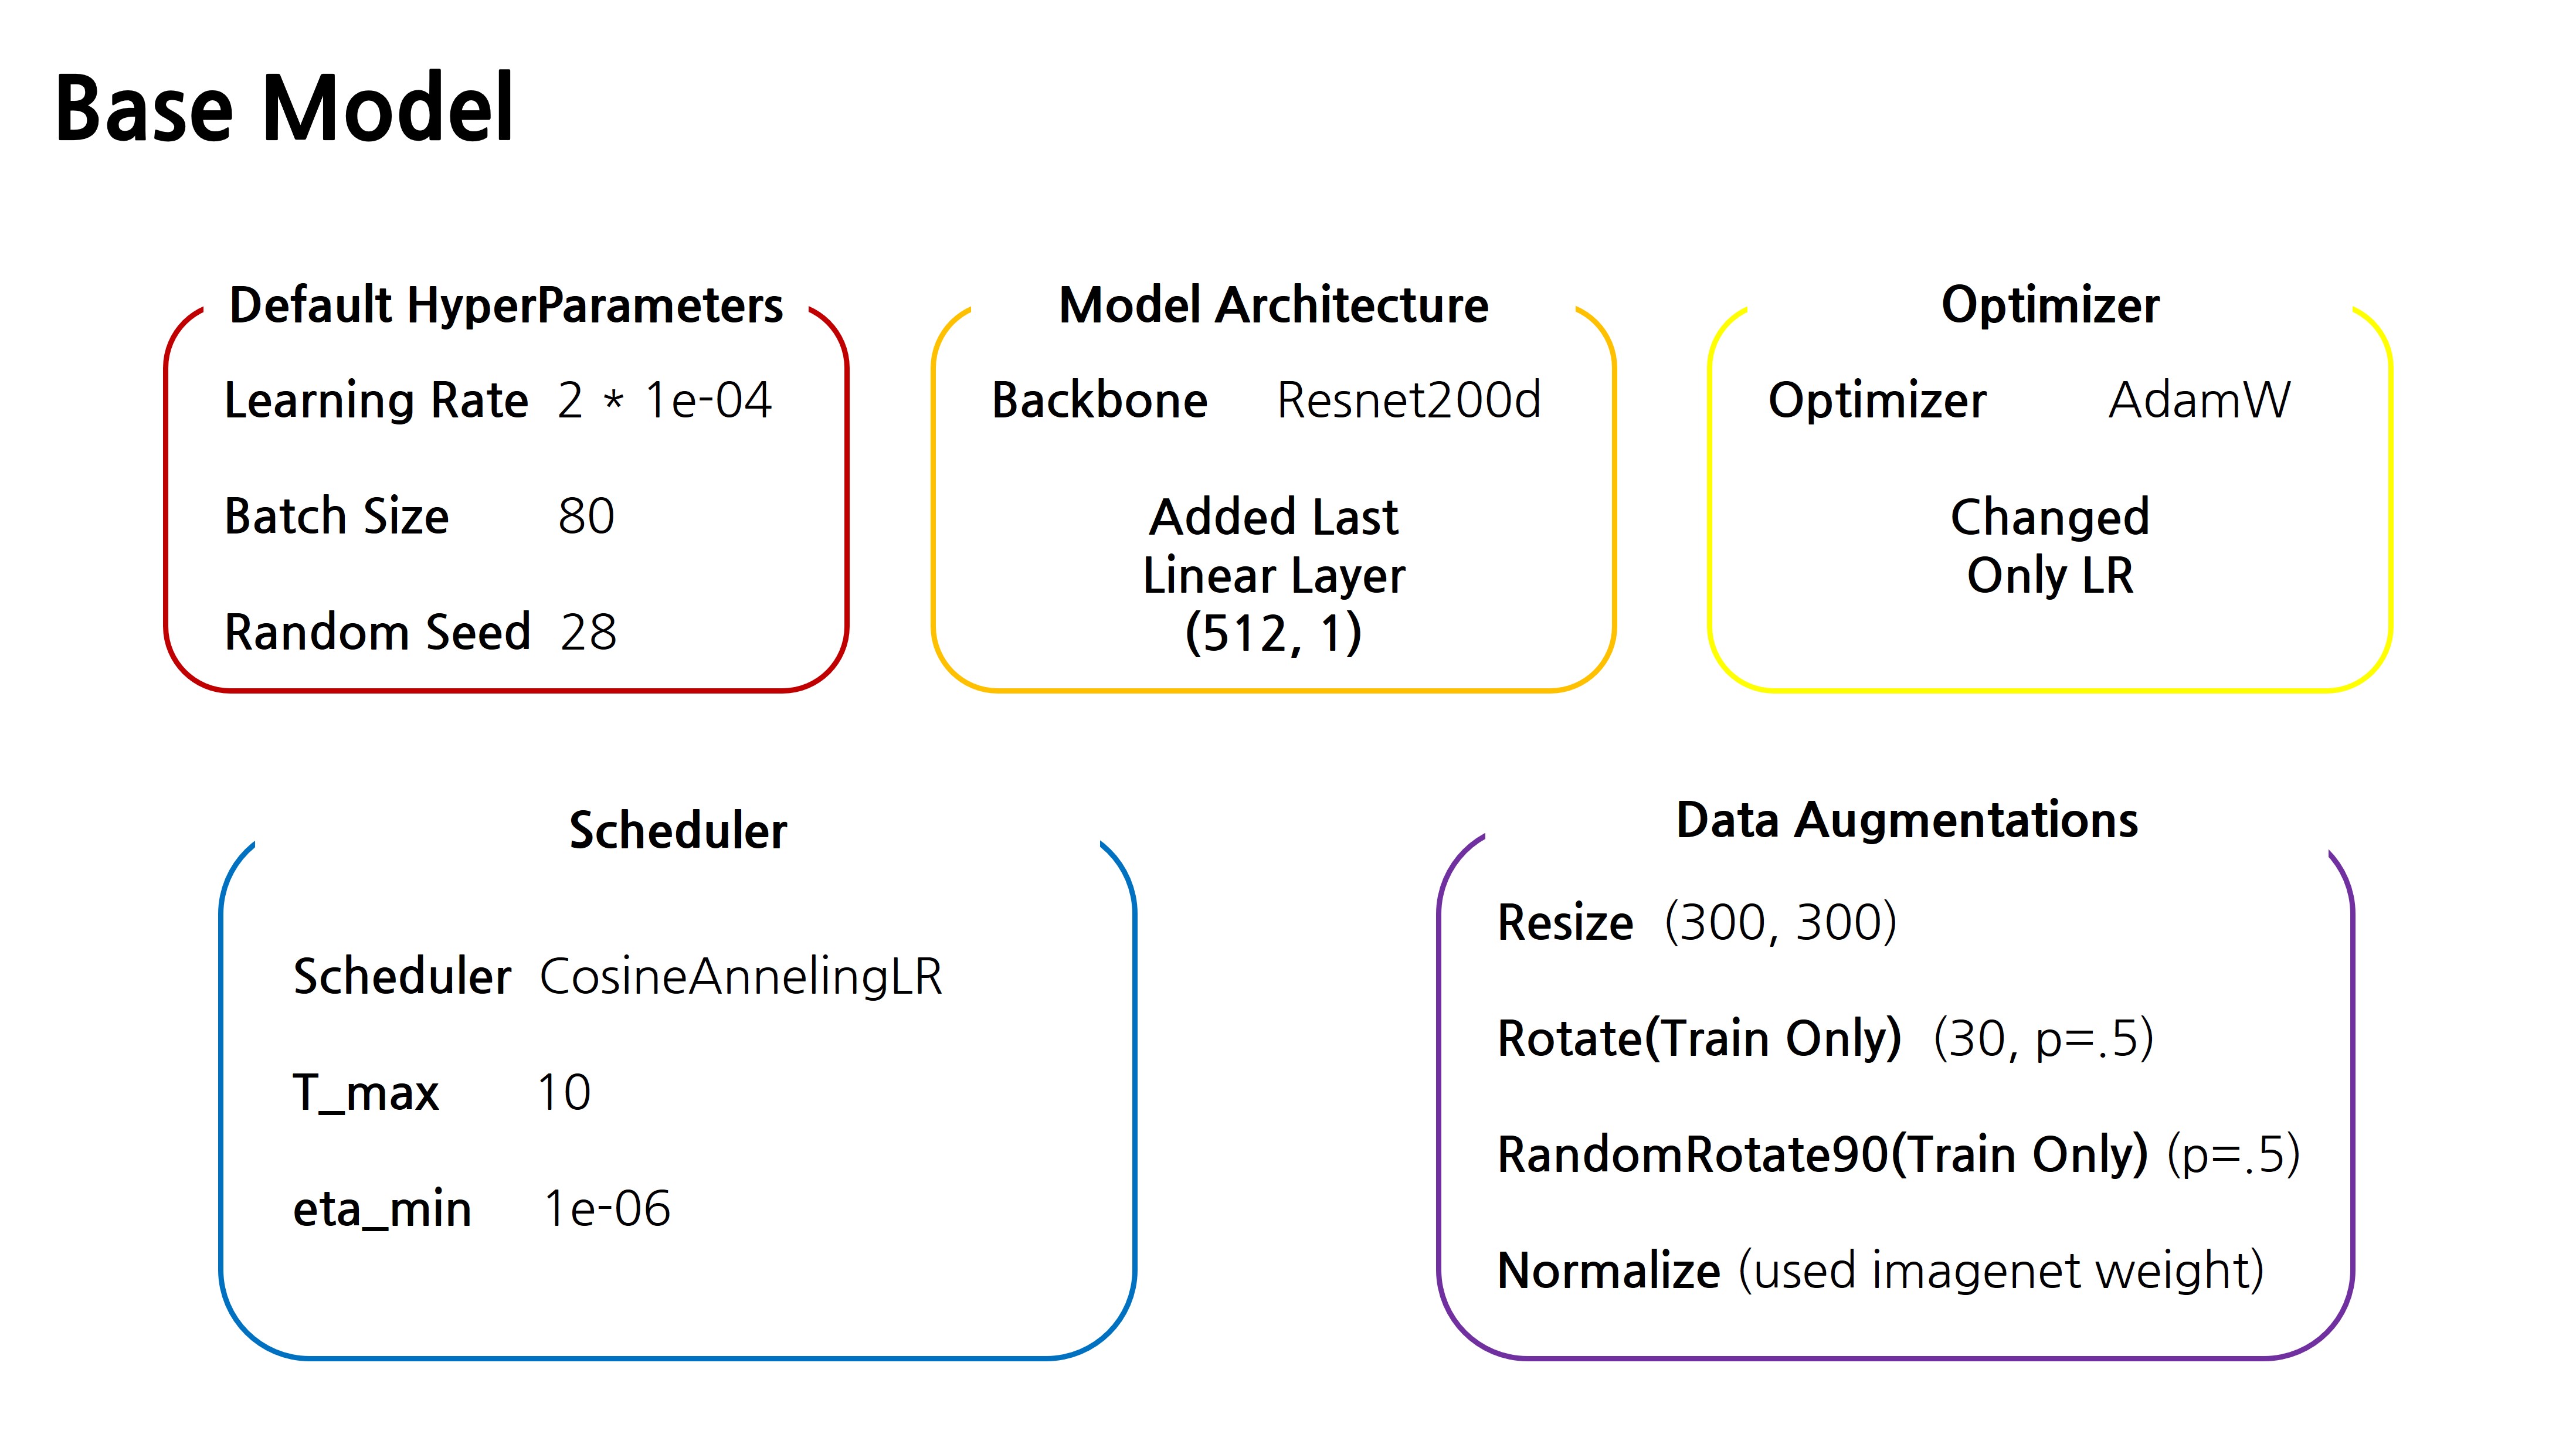 Base Model
Default HyperParameters
Learning Rate 2 * 1e-04
Batch Size 80
Random Seed 28
Model Architecture
Backbone Resnet200d
Added Last
Linear Layer
(512, 1)
Optimizer
Optimizer AdamW
Changed
Only LR
Scheduler
Scheduler CosineAnnelingLR
T_max 10
eta_min 1e-06
Data Augmentations
Resize (300, 300)
Rotate(Train Only) (30, p=.5)
RandomRotate90(Train Only) (p=.5)
Normalize (used imagenet weight)